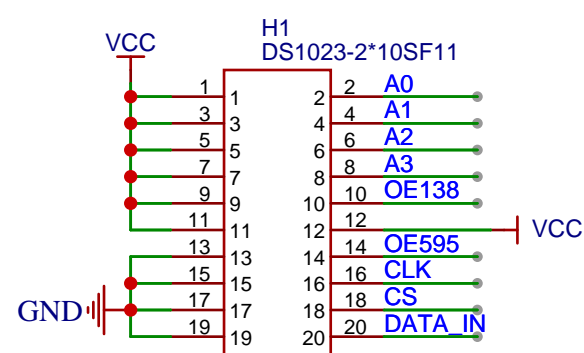 H1
DS1023-2*10SF11
VCC
1 1 2 2 A0
3 3 4 4 A1
5 5 6 6 A2
7 7 8 8 A3
9 9 10 10 OE138
11 11 12 12 VCC
13 13 14 14 OE595
15 15 16 16 CLK
GND 17 17 18 18 CS
19 19 20 20 DATA_IN